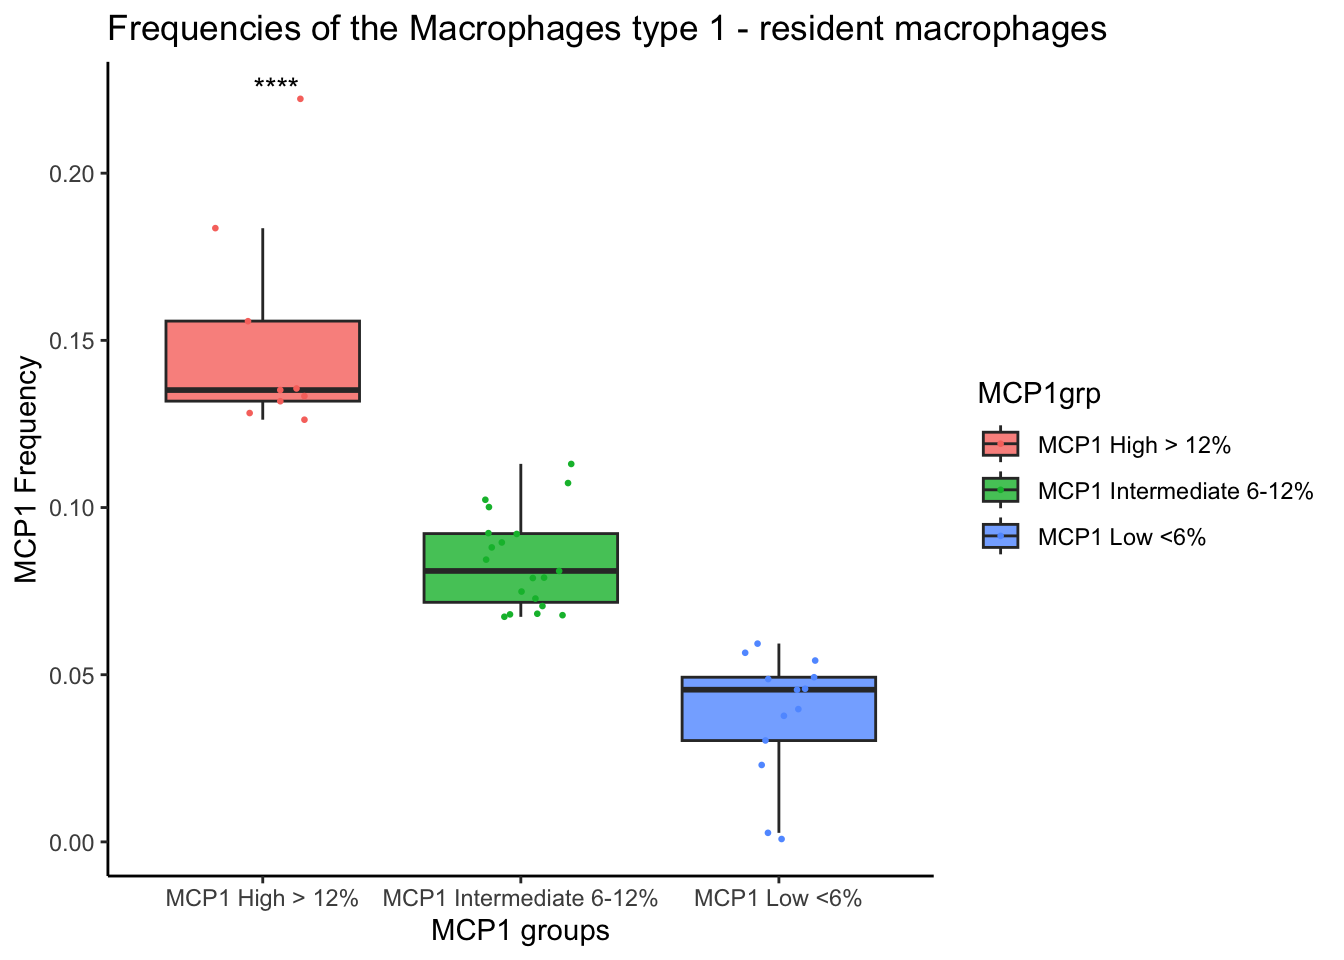 Frequencies of the Macrophages type 1 - resident macrophages
****
0.20
0.15
0.10
0.05
0.00
MCP1 Frequency
MCP1 High > 12%
MCP1 Intermediate 6-12%
MCP1 Low <6%
MCP1 groups
MCP1grp
MCP1 High > 12%
MCP1 Intermediate 6-12%
MCP1 Low <6%